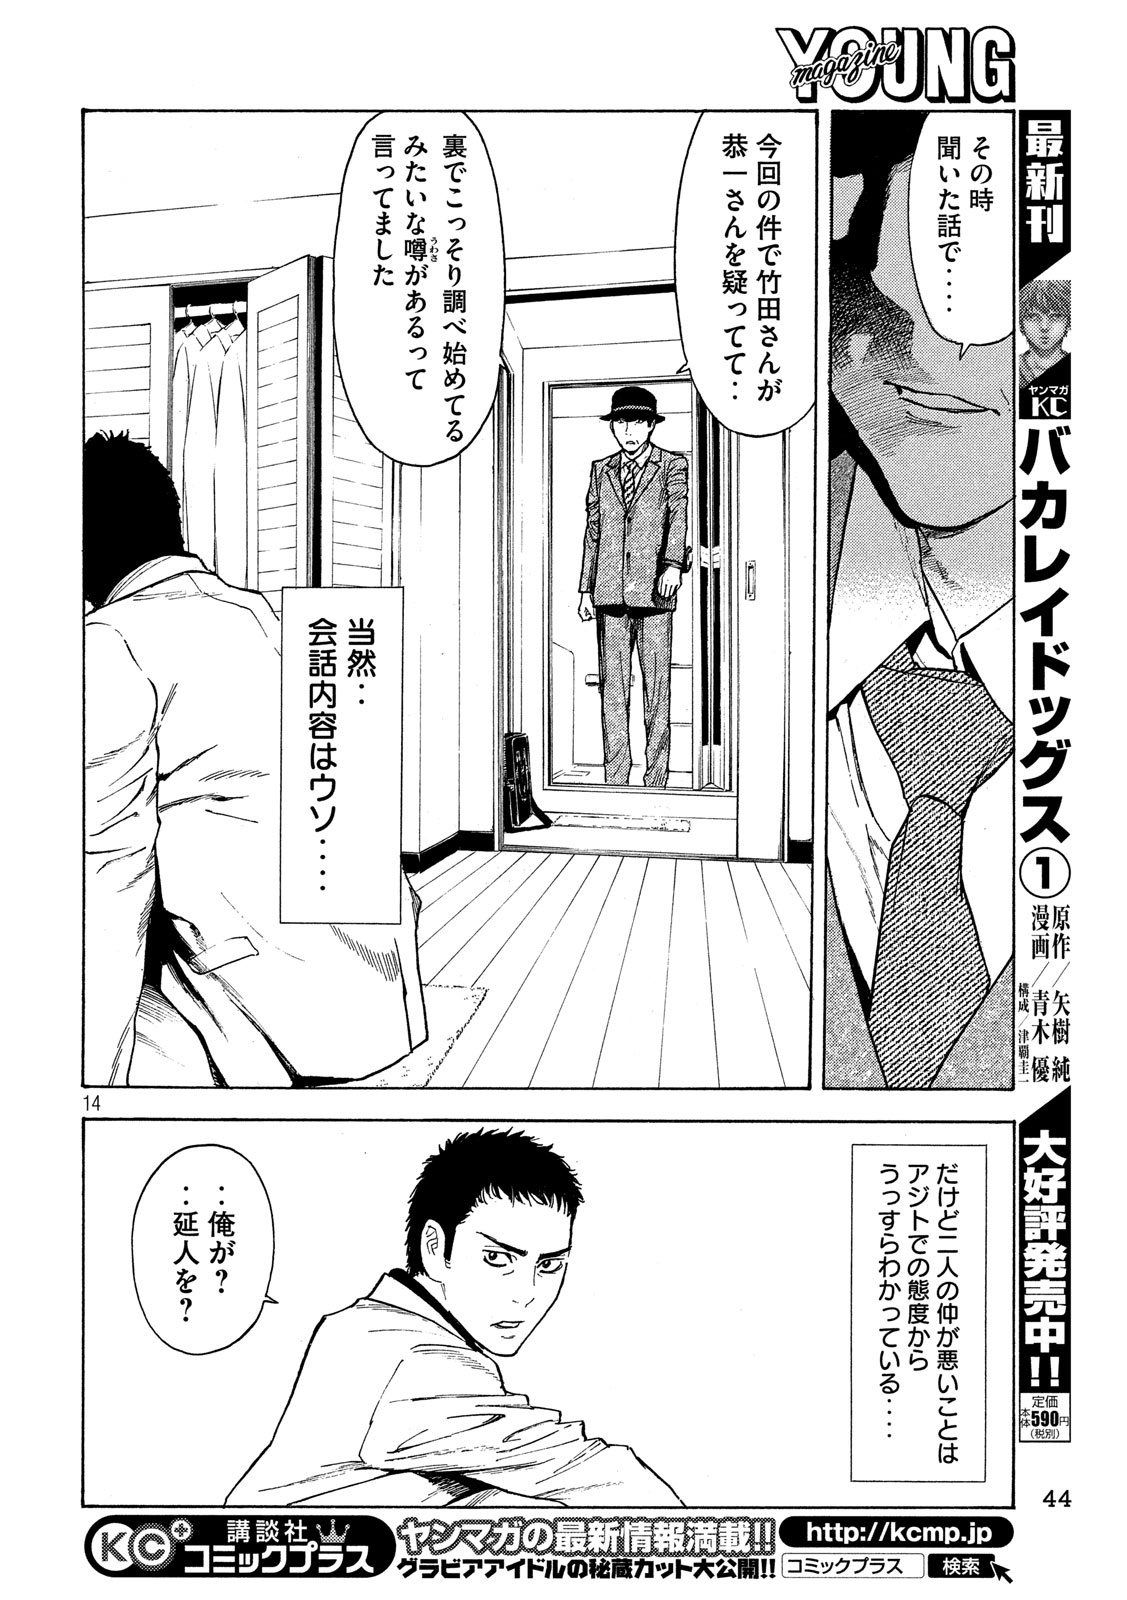 YOUNG
magazine
その時
聞いた話で‥‥
今回の件で竹田さんが
恭一さんを疑ってて‥
裏でこっそり調べ始めてる
みたいな噂があるって
うわさ
言ってました
当然‥
会話内容はウソ‥‥
14
だけど二人の仲が悪いことは
アジトでの態度から
うっすらわかっている‥‥
‥俺が?
‥延人を?
最新刊
ヤンマガ
KC
バカレイドッグス①
原作/矢樹純
漫画/青木優
構成/津覇圭一
大好評発売中!!
定価
本体590円
(税別)
44
KC+
講談社
コミックプラス
ヤンマガの最新情報満載!!
グラビアアイドルの秘蔵カット大公開!!
http://kcmp.jp
コミックプラス
検索